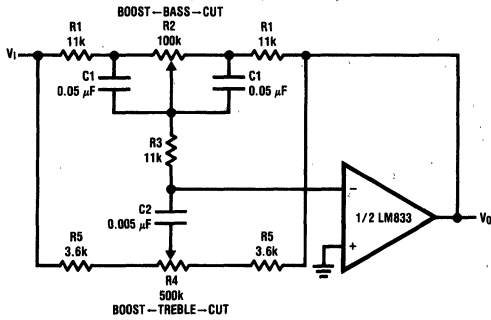 BOOST←BASS→CUT
R1
11k
R2
100k
R1
11k
VI
C1
0.05 µF
C1
0.05 µF
R3
11k
C2
0.005 µF
1/2 LM833
−
+
VO
R5
3.6k
R5
3.6k
R4
500k
BOOST←TREBLE→CUT